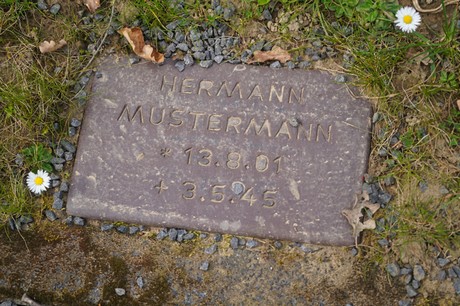 HERMANN
MUSTERMANN
* 13.8.01
+ 3.5.45